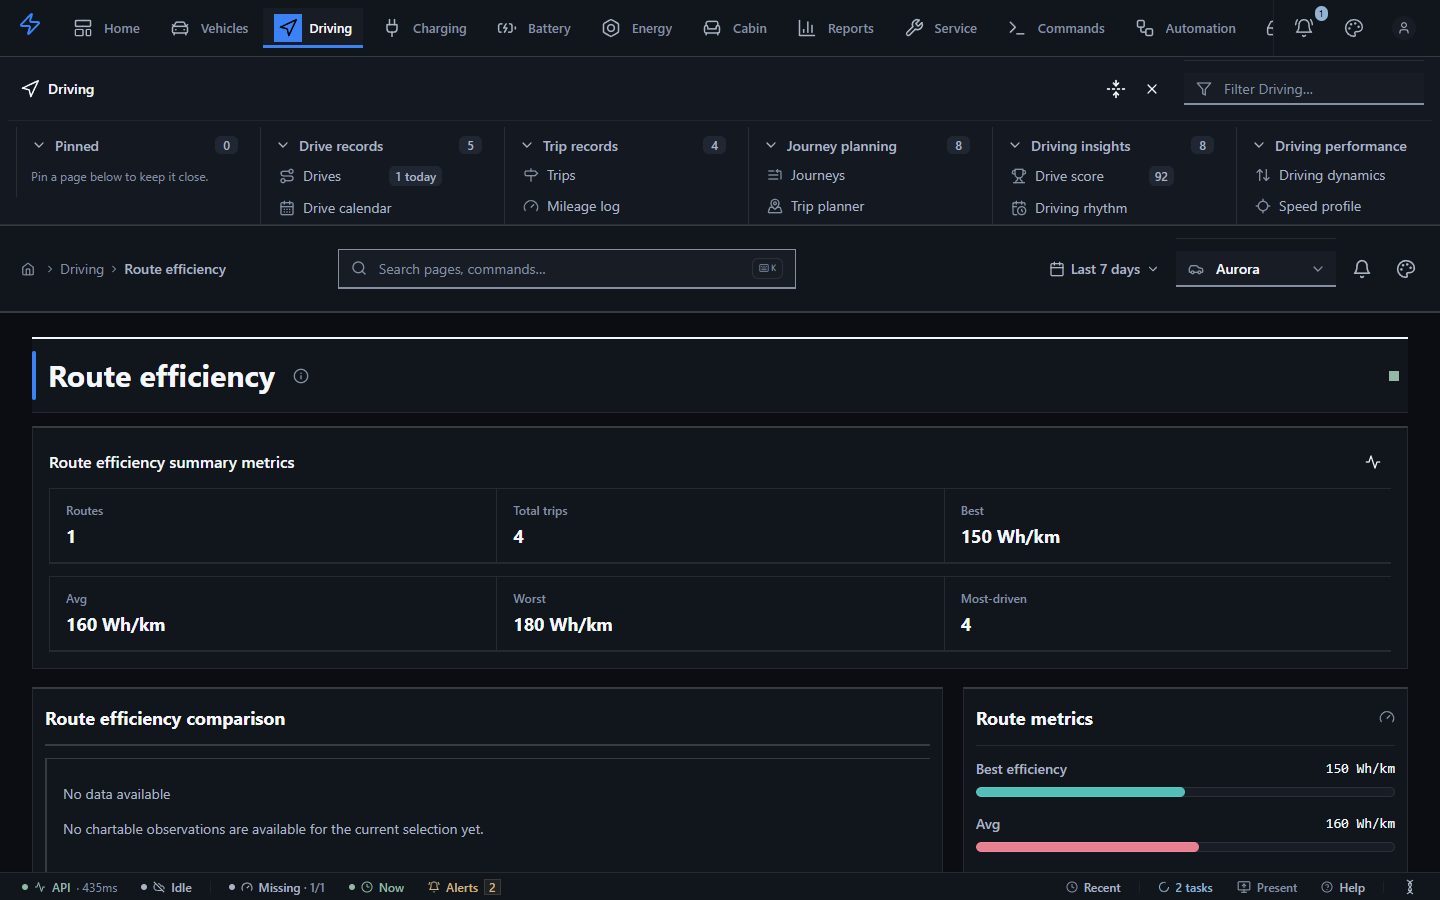 Home
Vehicles
Driving
Charging
Battery
Energy
Cabin
Reports
Service
Commands
Automation
1
Driving
Filter Driving...
Pinned
0
Pin a page below to keep it close.
Drive records
5
Drives
1 today
Drive calendar
Trip records
4
Trips
Mileage log
Journey planning
8
Journeys
Trip planner
Driving insights
8
Drive score
92
Driving rhythm
Driving performance
Driving dynamics
Speed profile
Driving
Route efficiency
Search pages, commands...
K
Last 7 days
Aurora
Route efficiency
Route efficiency summary metrics
Routes
1
Total trips
4
Best
150 Wh/km
Avg
160 Wh/km
Worst
180 Wh/km
Most-driven
4
Route efficiency comparison
No data available
No chartable observations are available for the current selection yet.
Route metrics
Best efficiency
150 Wh/km
Avg
160 Wh/km
API · 435ms
Idle
Missing · 1/1
Now
Alerts 2
Recent
2 tasks
Present
Help